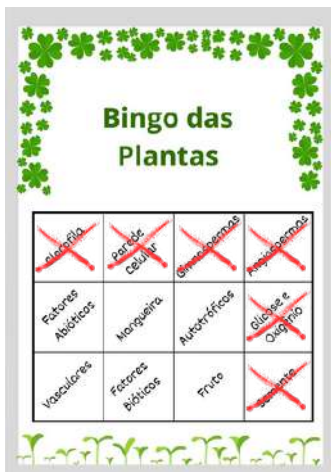 Bingo das
Plantas
Clorofila
Parede
Celular
Gimnospermas
Angiospermas
Fatores
Abióticos
Mangueira
Autotróficos
Glicose e
Oxigênio
Vasculares
Fatores
Bióticos
Fruto
Semente